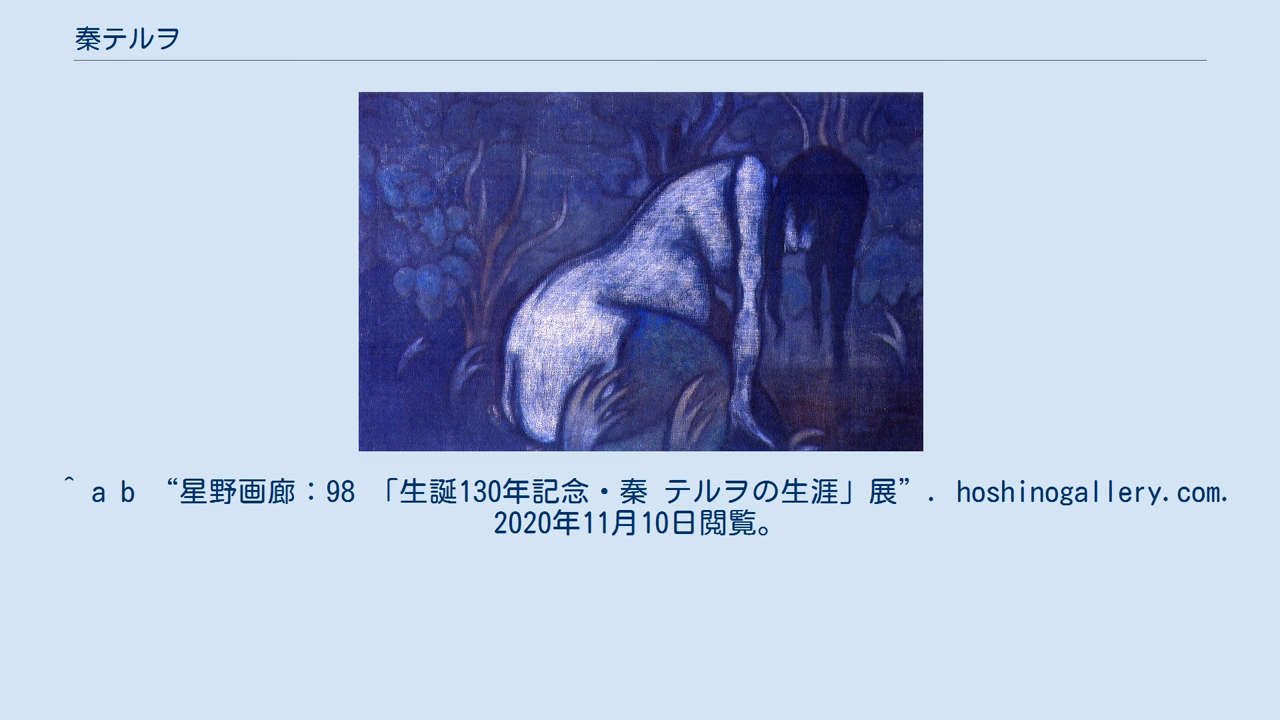 秦テルヲ
^ a b “星野画廊：98 「生誕130年記念・秦 テルヲの生涯」展”. hoshinogallery.com.
2020年11月10日閲覧。